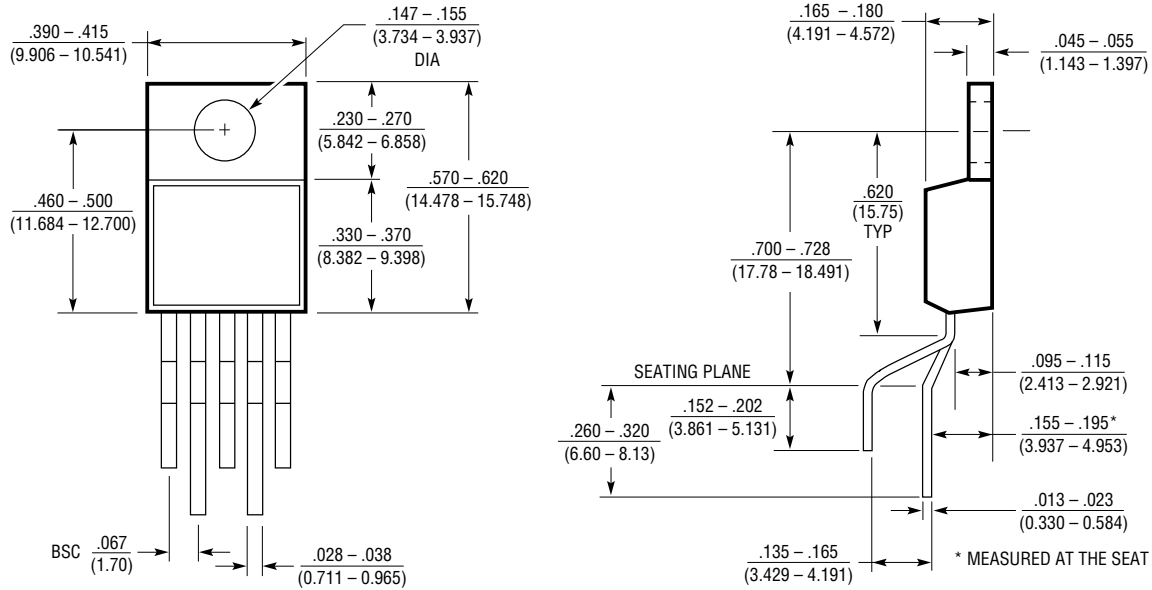 .390 – .415
(9.906 – 10.541)
.147 – .155
(3.734 – 3.937)
DIA
.230 – .270
(5.842 – 6.858)
.570 – .620
(14.478 – 15.748)
.460 – .500
(11.684 – 12.700)
.330 – .370
(8.382 – 9.398)
BSC
.067
(1.70)
.028 – .038
(0.711 – 0.965)
.165 – .180
(4.191 – 4.572)
.045 – .055
(1.143 – 1.397)
.620
(15.75)
TYP
.700 – .728
(17.78 – 18.491)
SEATING PLANE
.095 – .115
(2.413 – 2.921)
.152 – .202
(3.861 – 5.131)
.260 – .320
(6.60 – 8.13)
.155 – .195*
(3.937 – 4.953)
.013 – .023
(0.330 – 0.584)
.135 – .165
(3.429 – 4.191)
* MEASURED AT THE SEAT